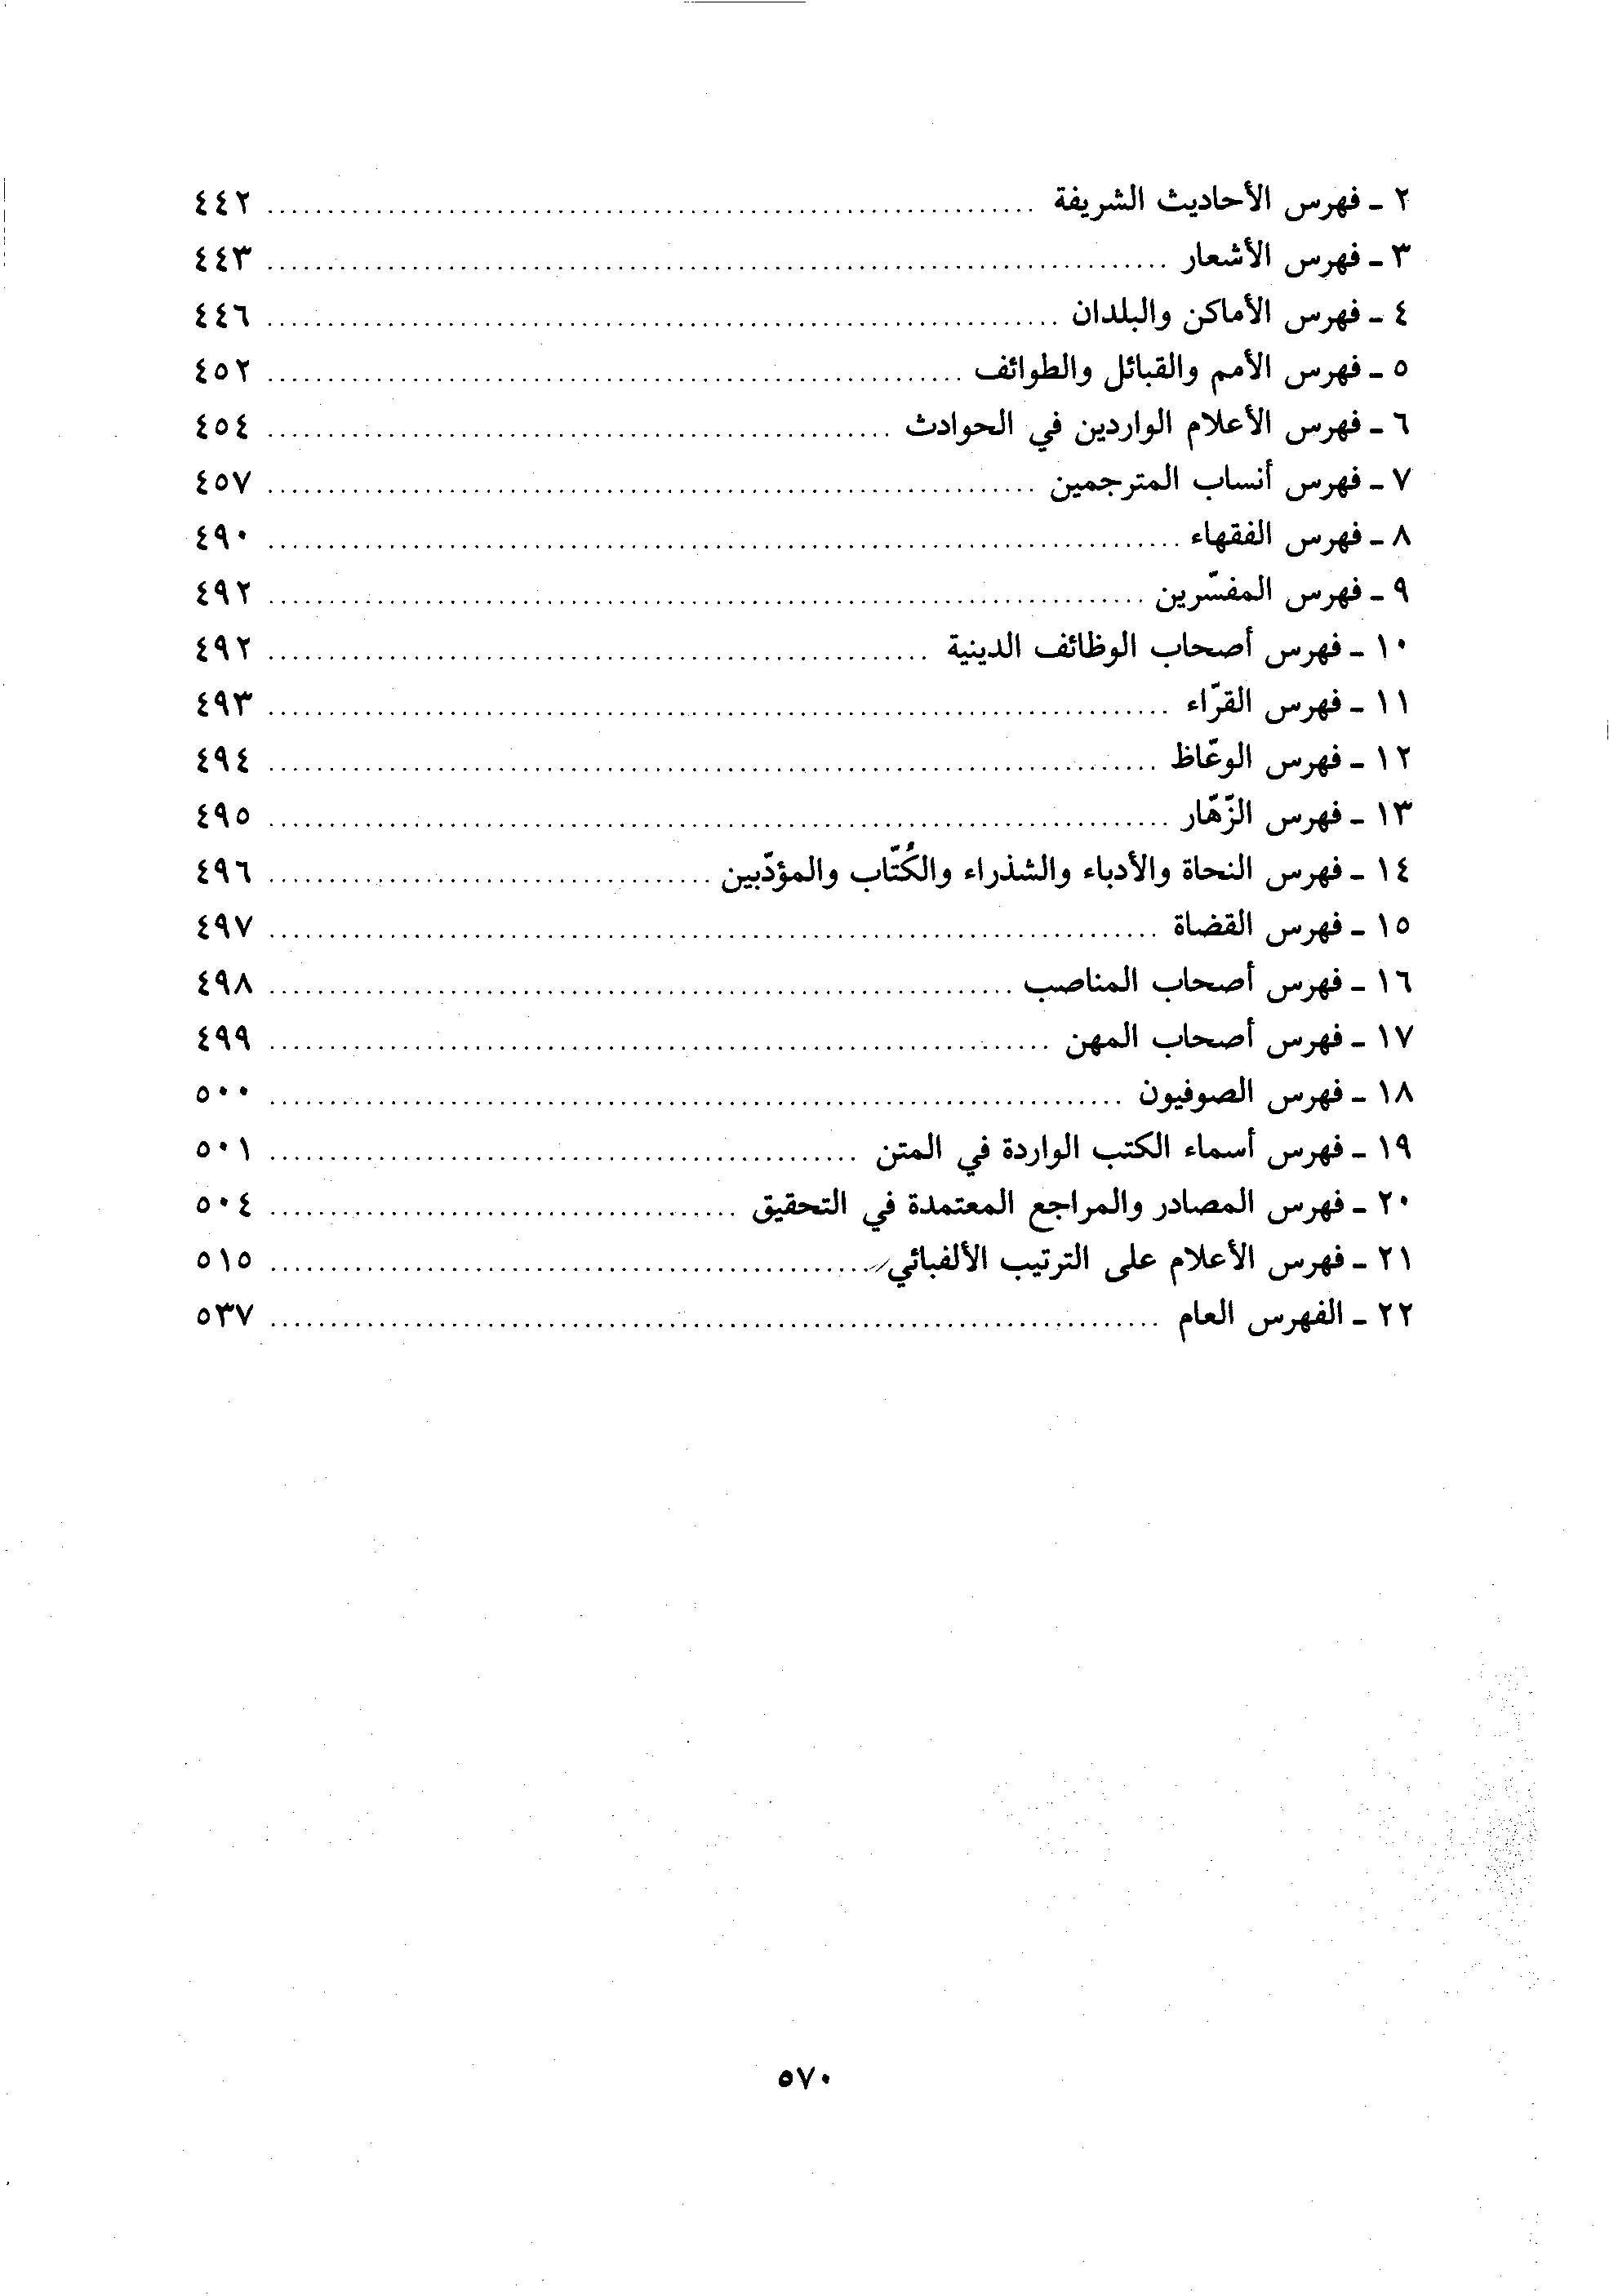 ٢ - فهرس الأحاديث الشريفة ........ ٤٤٢
٣ - فهرس الأشعار ........ ٤٤٣
٤ - فهرس الأماكن والبلدان ........ ٤٤٦
٥ - فهرس الأمم والقبائل والطوائف ........ ٤٥٢
٦ - فهرس الأعلام الواردين في الحوادث ........ ٤٥٤
٧ - فهرس أنساب المترجمين ........ ٤٥٧
٨ - فهرس الفقهاء ........ ٤٩٠
٩ - فهرس المفسّرين ........ ٤٩٢
١٠ - فهرس أصحاب الوظائف الدينية ........ ٤٩٢
١١ - فهرس القرّاء ........ ٤٩٣
١٢ - فهرس الوعّاظ ........ ٤٩٤
١٣ - فهرس الزّهّار ........ ٤٩٥
١٤ - فهرس النحاة والأدباء والشذراء والكُتّاب والمؤدّبين ........ ٤٩٦
١٥ - فهرس القضاة ........ ٤٩٧
١٦ - فهرس أصحاب المناصب ........ ٤٩٨
١٧ - فهرس أصحاب المهن ........ ٤٩٩
١٨ - فهرس الصوفيون ........ ٥٠٠
١٩ - فهرس أسماء الكتب الواردة في المتن ........ ٥٠١
٢٠ - فهرس المصادر والمراجع المعتمدة في التحقيق ........ ٥٠٤
٢١ - فهرس الأعلام على الترتيب الألفبائي ........ ٥١٥
٢٢ - الفهرس العام ........ ٥٣٧
٥٧٠